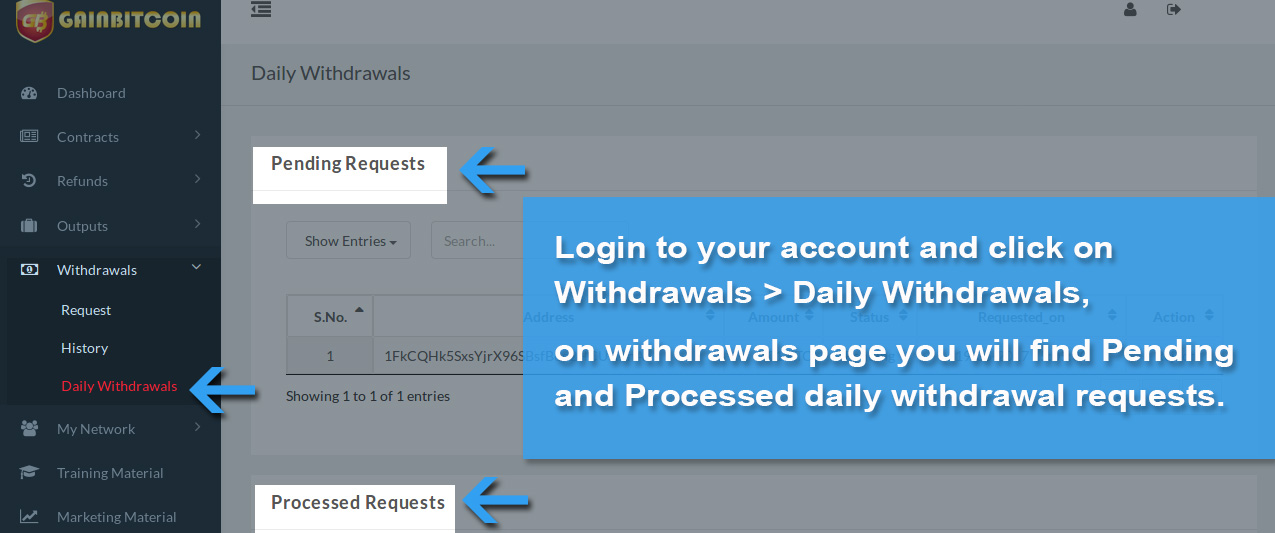 GB GAINBITCOIN
Daily Withdrawals
Dashboard
Contracts
Refunds
Outputs
Withdrawals
Request
History
Daily Withdrawals
My Network
Training Material
Marketing Material
Pending Requests
Show Entries
Search...
S.No. Address Amount Status Requested_on Action
1
Showing 1 to 1 of 1 entries
Processed Requests
Login to your account and click on
Withdrawals > Daily Withdrawals,
on withdrawals page you will find Pending
and Processed daily withdrawal requests.